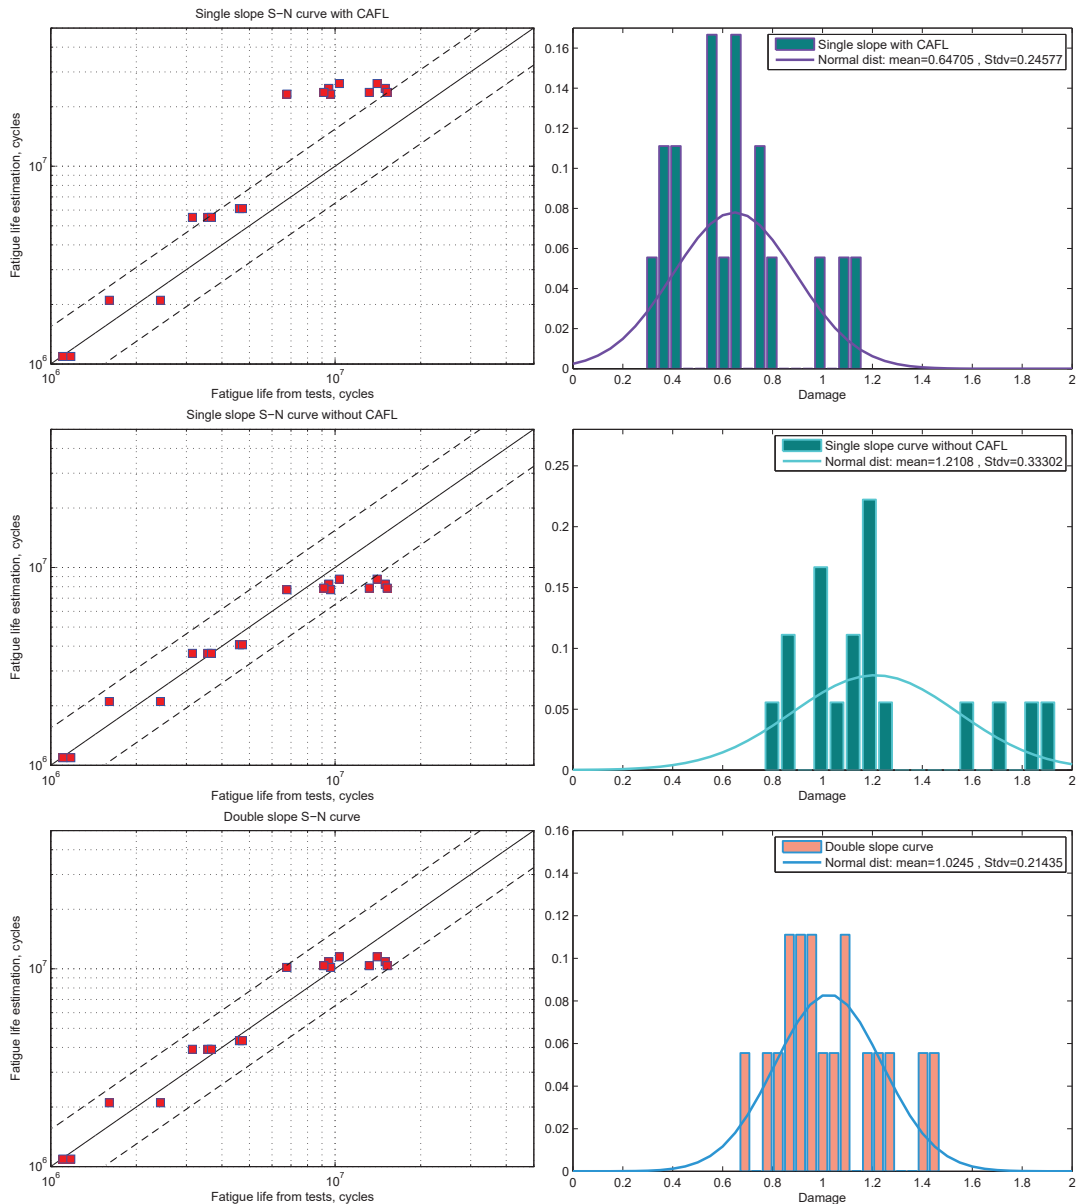 Single slope S−N curve with CAFL
Fatigue life estimation, cycles
10^7
10^6
10^6
10^7
Fatigue life from tests, cycles
Single slope with CAFL
Normal dist: mean=0.64705 , Stdv=0.24577
0.16
0.14
0.12
0.1
0.08
0.06
0.04
0.02
0
0 0.2 0.4 0.6 0.8 1 1.2 1.4 1.6 1.8 2
Damage
Single slope S−N curve without CAFL
Fatigue life estimation, cycles
10^7
10^6
10^6
10^7
Fatigue life from tests, cycles
Single slope curve without CAFL
Normal dist: mean=1.2108 , Stdv=0.33302
0.25
0.2
0.15
0.1
0.05
0
0 0.2 0.4 0.6 0.8 1 1.2 1.4 1.6 1.8 2
Damage
Double slope S−N curve
Fatigue life estimation, cycles
10^7
10^6
10^6
10^7
Fatigue life from tests, cycles
Double slope curve
Normal dist: mean=1.0245 , Stdv=0.21435
0.16
0.14
0.12
0.1
0.08
0.06
0.04
0.02
0
0 0.2 0.4 0.6 0.8 1 1.2 1.4 1.6 1.8 2
Damage